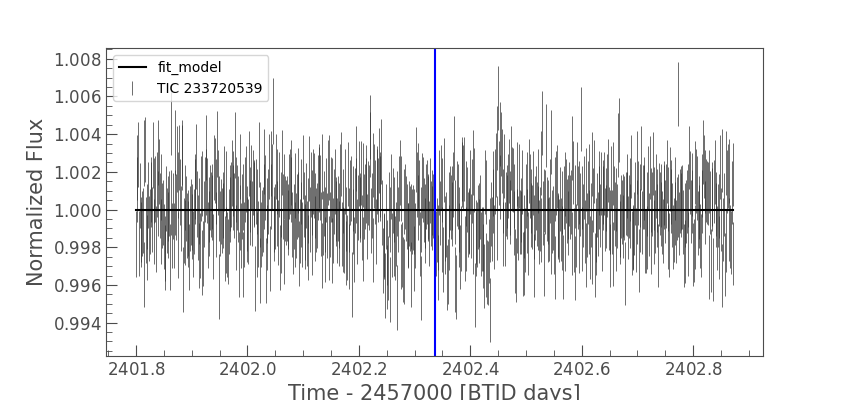 fit_model
TIC 233720539
Normalized Flux
1.008
1.006
1.004
1.002
1.000
0.998
0.996
0.994
2401.8 2402.0 2402.2 2402.4 2402.6 2402.8
Time - 2457000 [BTJD days]